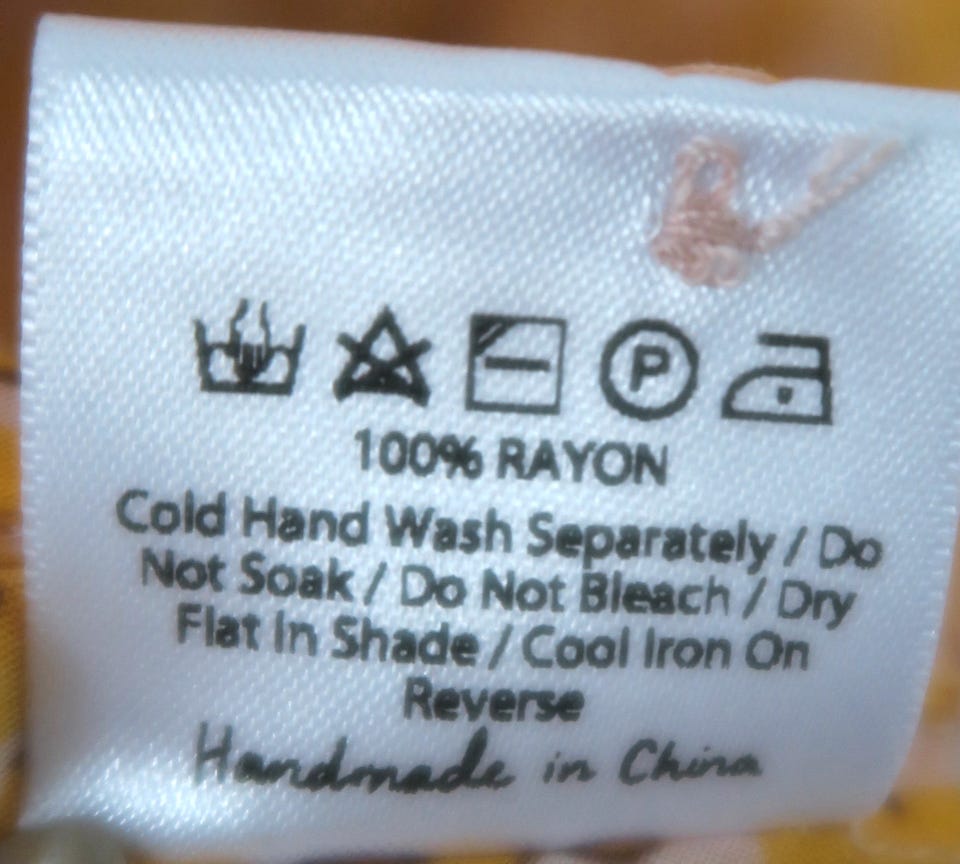 P
100% RAYON
Cold Hand Wash Separately / Do
Not Soak / Do Not Bleach / Dry
Flat In Shade / Cool Iron On
Reverse
Handmade in China